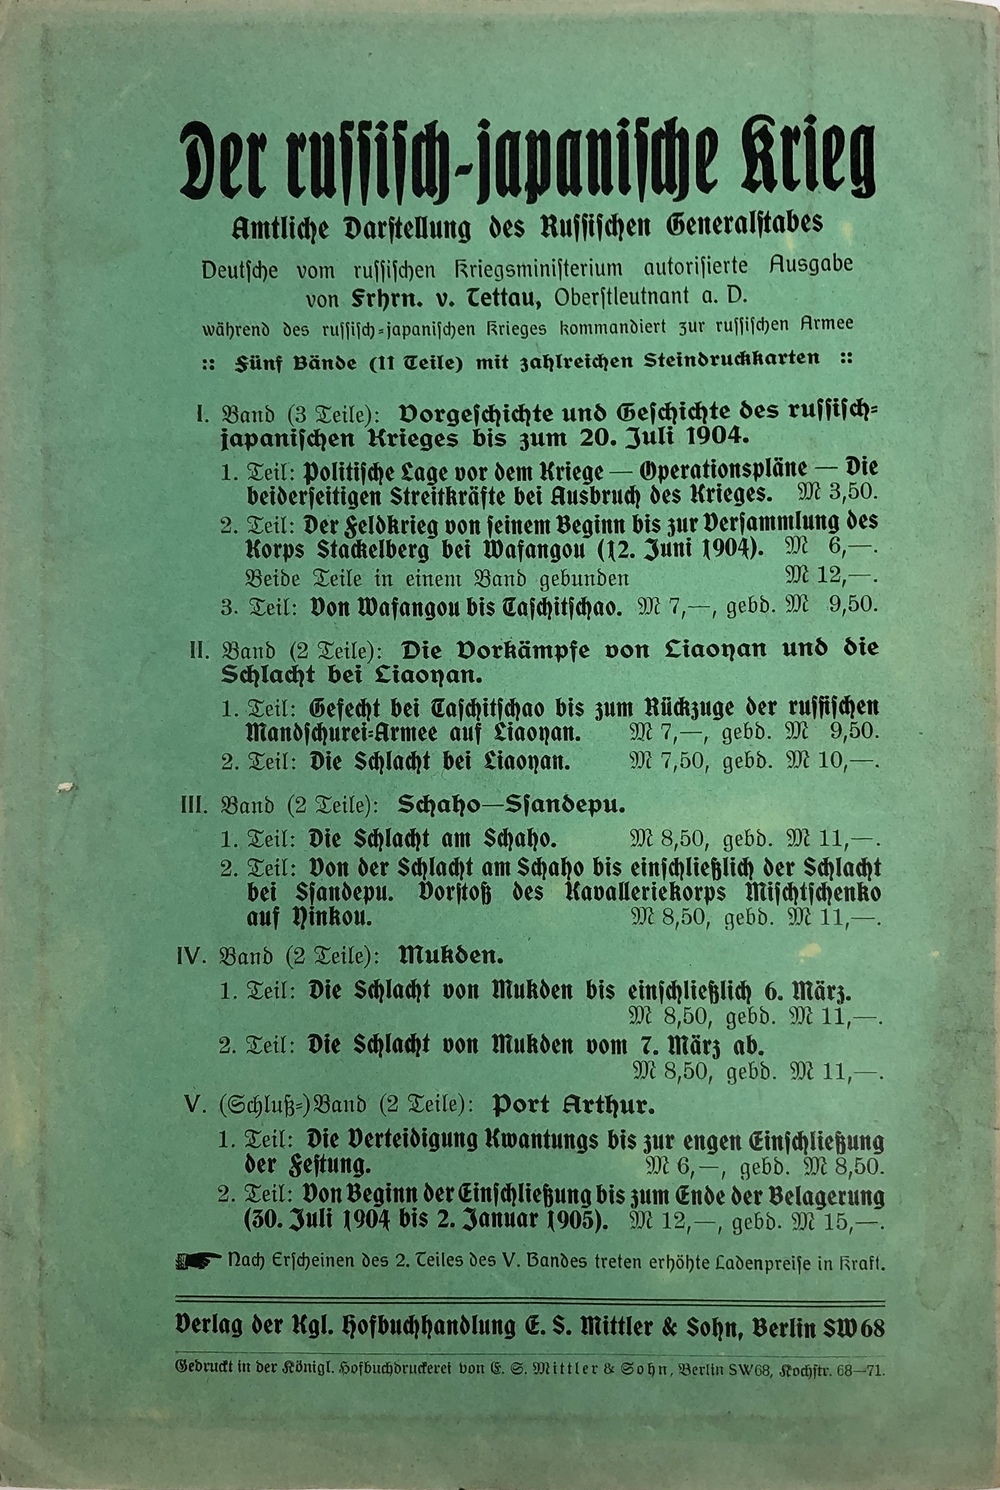 Der russisch-japanische Krieg
Amtliche Darstellung des Russischen Generalstabes
Deutsche vom russischen Kriegsministerium autorisierte Ausgabe
von Frhrn. v. Tettau, Oberstleutnant a. D.
während des russisch-japanischen Krieges kommandiert zur russischen Armee
:: Fünf Bände (11 Teile) mit zahlreichen Steindruckkarten ::
I. Band (3 Teile): Vorgeschichte und Geschichte des russisch-
japanischen Krieges bis zum 20. Juli 1904.
1. Teil: Politische Lage vor dem Kriege — Operationspläne — Die
beiderseitigen Streitkräfte bei Ausbruch des Krieges. M 3,50.
2. Teil: Der Feldkrieg von seinem Beginn bis zur Versammlung des
Korps Stackelberg bei Wafangou (12. Juni 1904). M 6,—.
Beide Teile in einem Band gebunden M 12,—.
3. Teil: Von Wafangou bis Taschitschao. M 7,—, gebd. M 9,50.
II. Band (2 Teile): Die Vorkämpfe von Liaoyan und die
Schlacht bei Liaoyan.
1. Teil: Gefecht bei Taschitschao bis zum Rückzuge der russischen
Mandschurei-Armee auf Liaoyan. M 7,—, gebd. M 9,50.
2. Teil: Die Schlacht bei Liaoyan. M 7,50, gebd. M 10,—.
III. Band (2 Teile): Schaho—Ssandepu.
1. Teil: Die Schlacht am Schaho. M 8,50, gebd. M 11,—.
2. Teil: Von der Schlacht am Schaho bis einschließlich der Schlacht
bei Ssandepu. Vorstoß des Kavalleriekorps Mischtschenko
auf Yinkou. M 8,50, gebd. M 11,—.
IV. Band (2 Teile): Mukden.
1. Teil: Die Schlacht von Mukden bis einschließlich 6. März.
M 8,50, gebd. M 11,—.
2. Teil: Die Schlacht von Mukden vom 7. März ab.
M 8,50, gebd. M 11,—.
V. (Schluß-)Band (2 Teile): Port Arthur.
1. Teil: Die Verteidigung Kwantungs bis zur engen Einschließung
der Festung. M 6,—, gebd. M 8,50.
2. Teil: Von Beginn der Einschließung bis zum Ende der Belagerung
(30. Juli 1904 bis 2. Januar 1905). M 12,—, gebd. M 15,—.
☛ Nach Erscheinen des 2. Teiles des V. Bandes treten erhöhte Ladenpreise in Kraft.
Verlag der Kgl. Hofbuchhandlung E. S. Mittler & Sohn, Berlin SW68
Gedruckt in der Königl. Hofbuchdruckerei von E. S. Mittler & Sohn, Berlin SW68, Kochstr. 68—71.